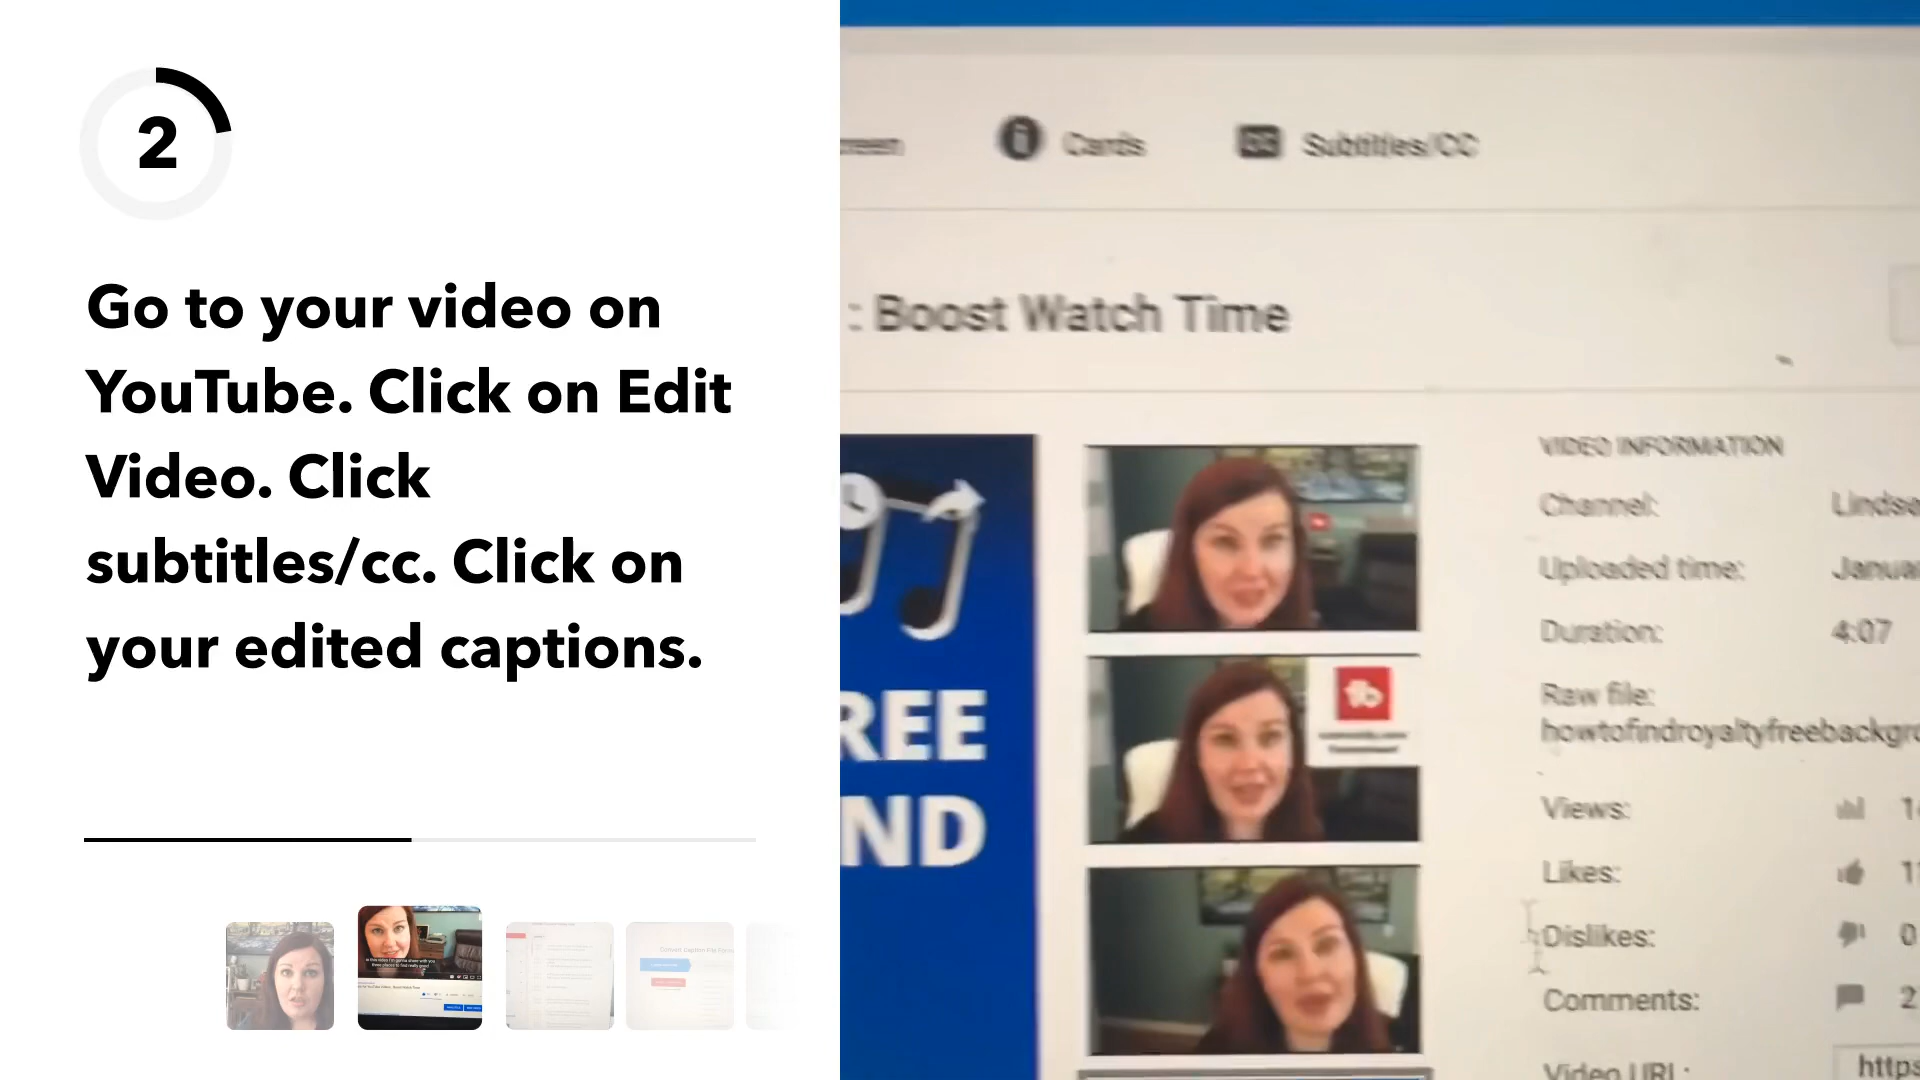 2
Go to your video on
YouTube. Click on Edit
Video. Click
subtitles/cc. Click on
your edited captions.
Cards
Subtitles/CC
: Boost Watch Time
REE
ND
VIDEO INFORMATION
Channel:
Uploaded time:
Duration: 4:07
Raw file:
howtofindroyaltyfreebackgro
Views:
Likes:
Dislikes: 0
Comments: 2
Video URL: https